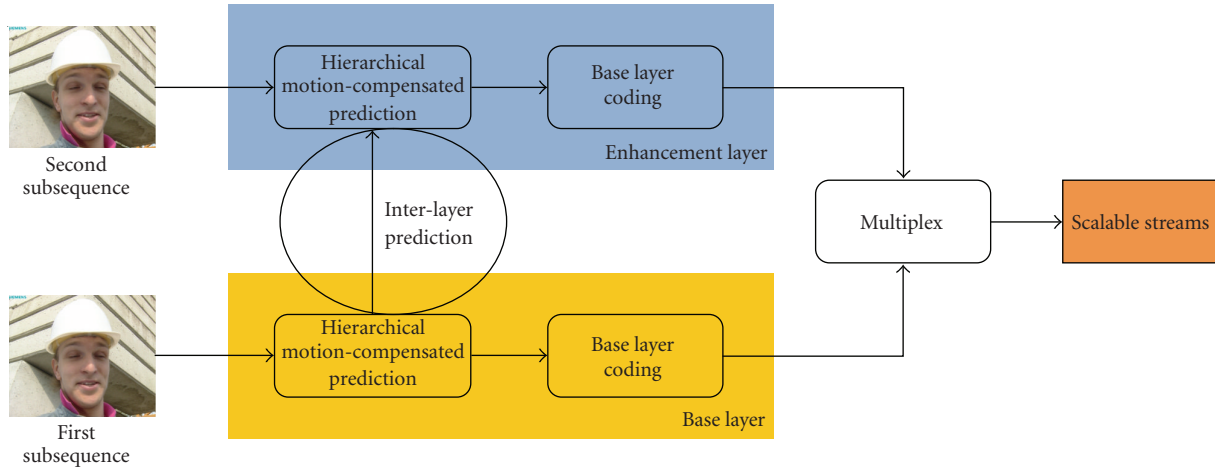 Hierarchical
motion-compensated
prediction
Base layer
coding
Enhancement layer
Second
subsequence
Inter-layer
prediction
Multiplex
Scalable streams
Hierarchical
motion-compensated
prediction
Base layer
coding
Base layer
First
subsequence